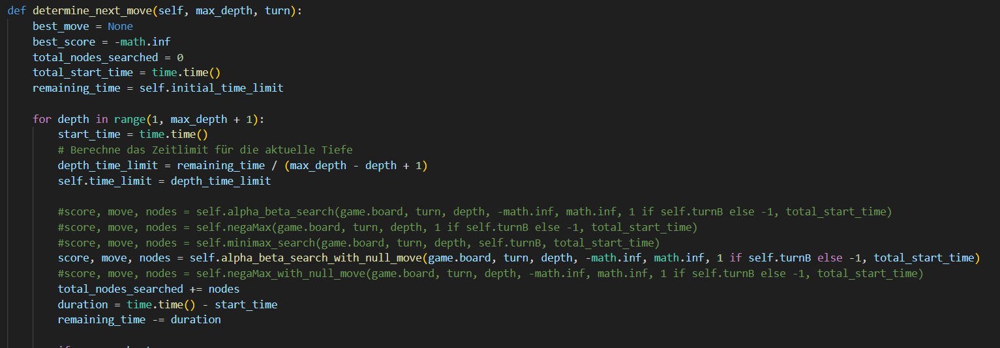 def determine_next_move(self, max_depth, turn):
    best_move = None
    best_score = -math.inf
    total_nodes_searched = 0
    total_start_time = time.time()
    remaining_time = self.initial_time_limit

    for depth in range(1, max_depth + 1):
        start_time = time.time()
        # Berechne das Zeitlimit für die aktuelle Tiefe
        depth_time_limit = remaining_time / (max_depth - depth + 1)
        self.time_limit = depth_time_limit

        #score, move, nodes = self.alpha_beta_search(game.board, turn, depth, -math.inf, math.inf, 1 if self.turnB else -1, total_start_time)
        #score, move, nodes = self.negaMax(game.board, turn, depth, 1 if self.turnB else -1, total_start_time)
        #score, move, nodes = self.minimax_search(game.board, turn, depth, self.turnB, total_start_time)
        score, move, nodes = self.alpha_beta_search_with_null_move(game.board, turn, depth, -math.inf, math.inf, 1 if self.turnB else -1, total_start_time)
        #score, move, nodes = self.negaMax_with_null_move(game.board, turn, depth, -math.inf, math.inf, 1 if self.turnB else -1, total_start_time)
        total_nodes_searched += nodes
        duration = time.time() - start_time
        remaining_time -= duration